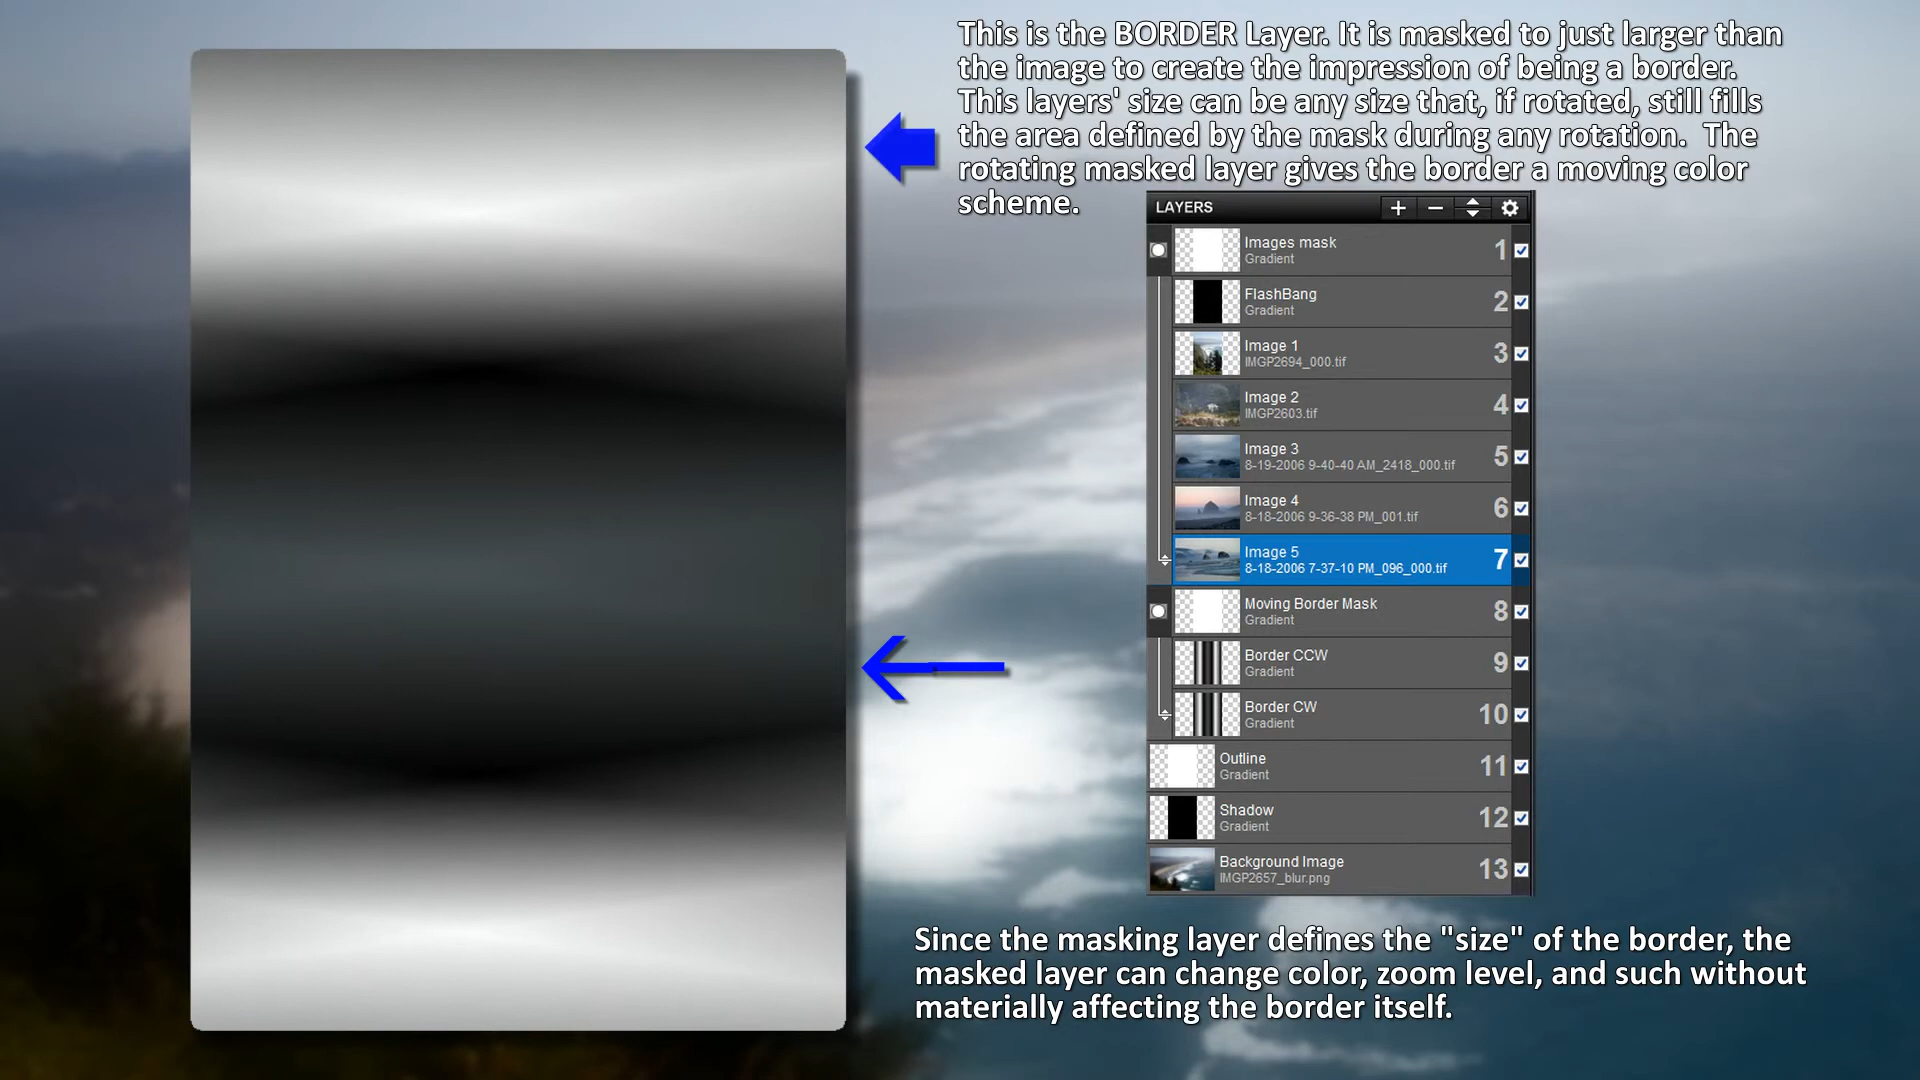 This is the BORDER Layer. It is masked to just larger than
the image to create the impression of being a border.
This layers' size can be any size that, if rotated, still fills
the area defined by the mask during any rotation.  The
rotating masked layer gives the border a moving color
scheme.
LAYERS
Images mask
Gradient
1
FlashBang
Gradient
2
Image 1
IMGP2694_000.tif
3
Image 2
IMGP2603.tif
4
Image 3
8-19-2006 9-40-40 AM_2418_000.tif
5
Image 4
8-18-2006 9-36-38 PM_001.tif
6
Image 5
8-18-2006 7-37-10 PM_096_000.tif
7
Moving Border Mask
Gradient
8
Border CCW
Gradient
9
Border CW
Gradient
10
Outline
Gradient
11
Shadow
Gradient
12
Background Image
IMGP2657_blur.png
13
Since the masking layer defines the "size" of the border, the
masked layer can change color, zoom level, and such without
materially affecting the border itself.